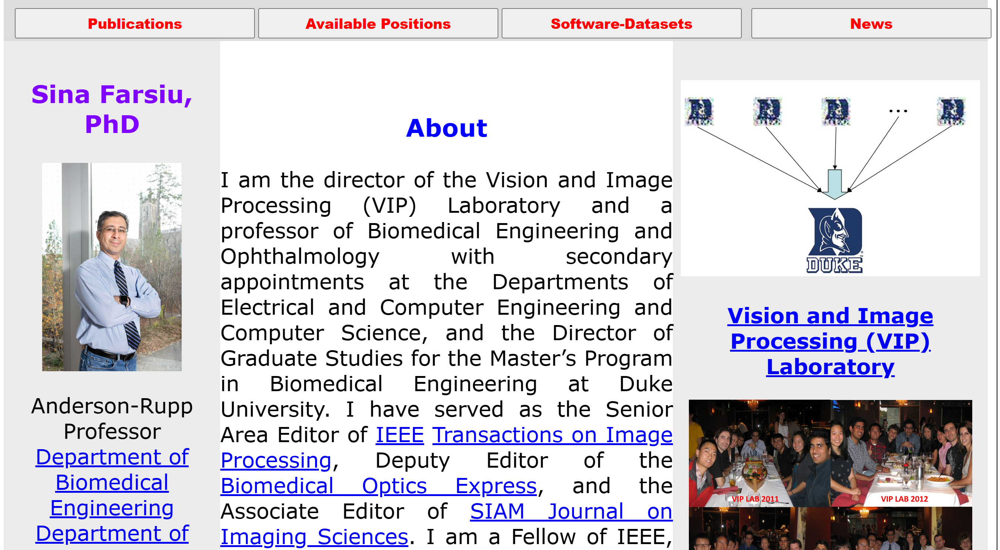 Publications
Available Positions
Software-Datasets
News
Sina Farsiu,
PhD
Anderson-Rupp
Professor
Department of
Biomedical
Engineering
Department of
About
I am the director of the Vision and Image
Processing (VIP) Laboratory and a
professor of Biomedical Engineering and
Ophthalmology with secondary
appointments at the Departments of
Electrical and Computer Engineering and
Computer Science, and the Director of
Graduate Studies for the Master’s Program
in Biomedical Engineering at Duke
University. I have served as the Senior
Area Editor of IEEE Transactions on Image
Processing, Deputy Editor of the
Biomedical Optics Express, and the
Associate Editor of SIAM Journal on
Imaging Sciences. I am a Fellow of IEEE,
...
DUKE
Vision and Image
Processing (VIP)
Laboratory
VIP LAB 2011
VIP LAB 2012